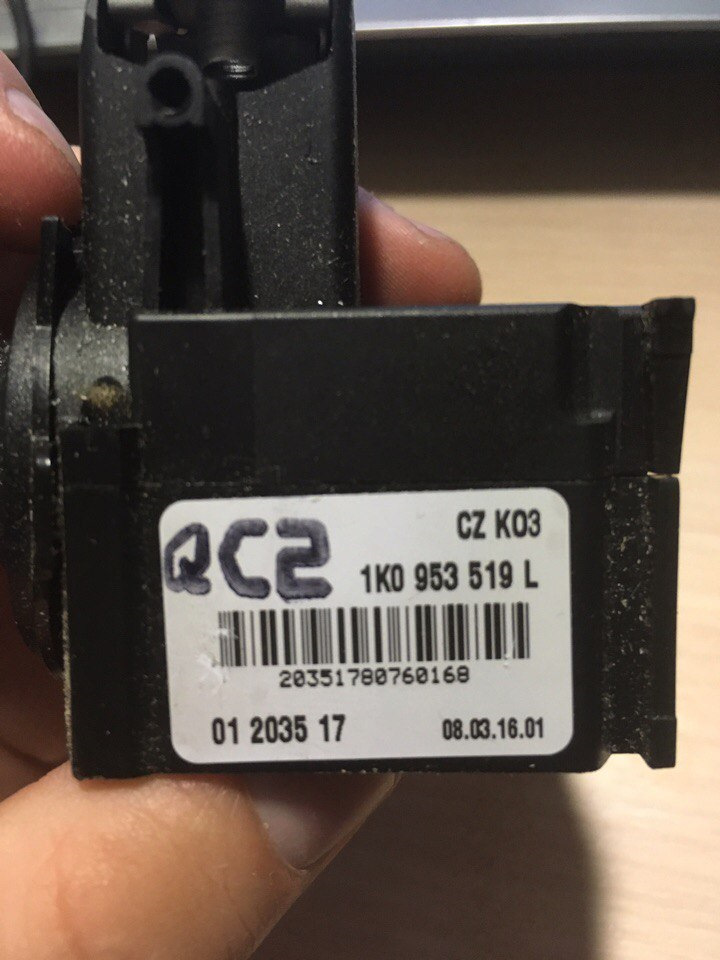 CZ K03
QC2
1K0 953 519 L
20351780760168
01 2035 17
08.03.16.01